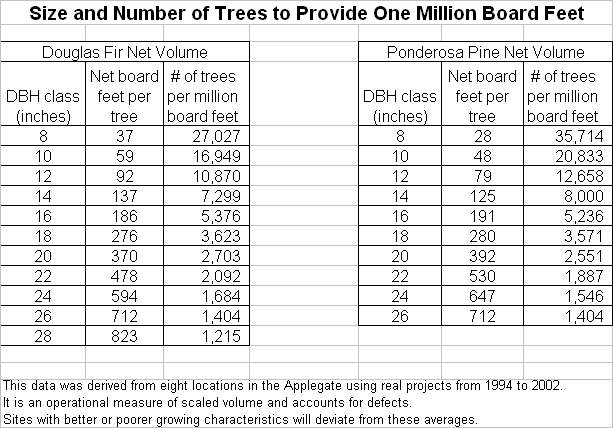 Size and Number of Trees to Provide One Million Board Feet
Douglas Fir Net Volume Ponderosa Pine Net Volume
Net board # of trees Net board # of trees
DBH class feet per per million DBH class feet per per million
(inches) tree board feet (inches) tree board feet
8 37 27,027 8 28 35,714
10 59 16,949 10 48 20,833
12 92 10,870 12 79 12,658
14 137 7,299 14 125 8,000
16 186 5,376 16 191 5,236
18 276 3,623 18 280 3,571
20 370 2,703 20 392 2,551
22 478 2,092 22 530 1,887
24 594 1,684 24 647 1,546
26 712 1,404 26 712 1,404
28 823 1,215
This data was derived from eight locations in the Applegate using real projects from 1994 to 2002.
It is an operational measure of scaled volume and accounts for defects.
Sites with better or poorer growing characteristics will deviate from these averages.